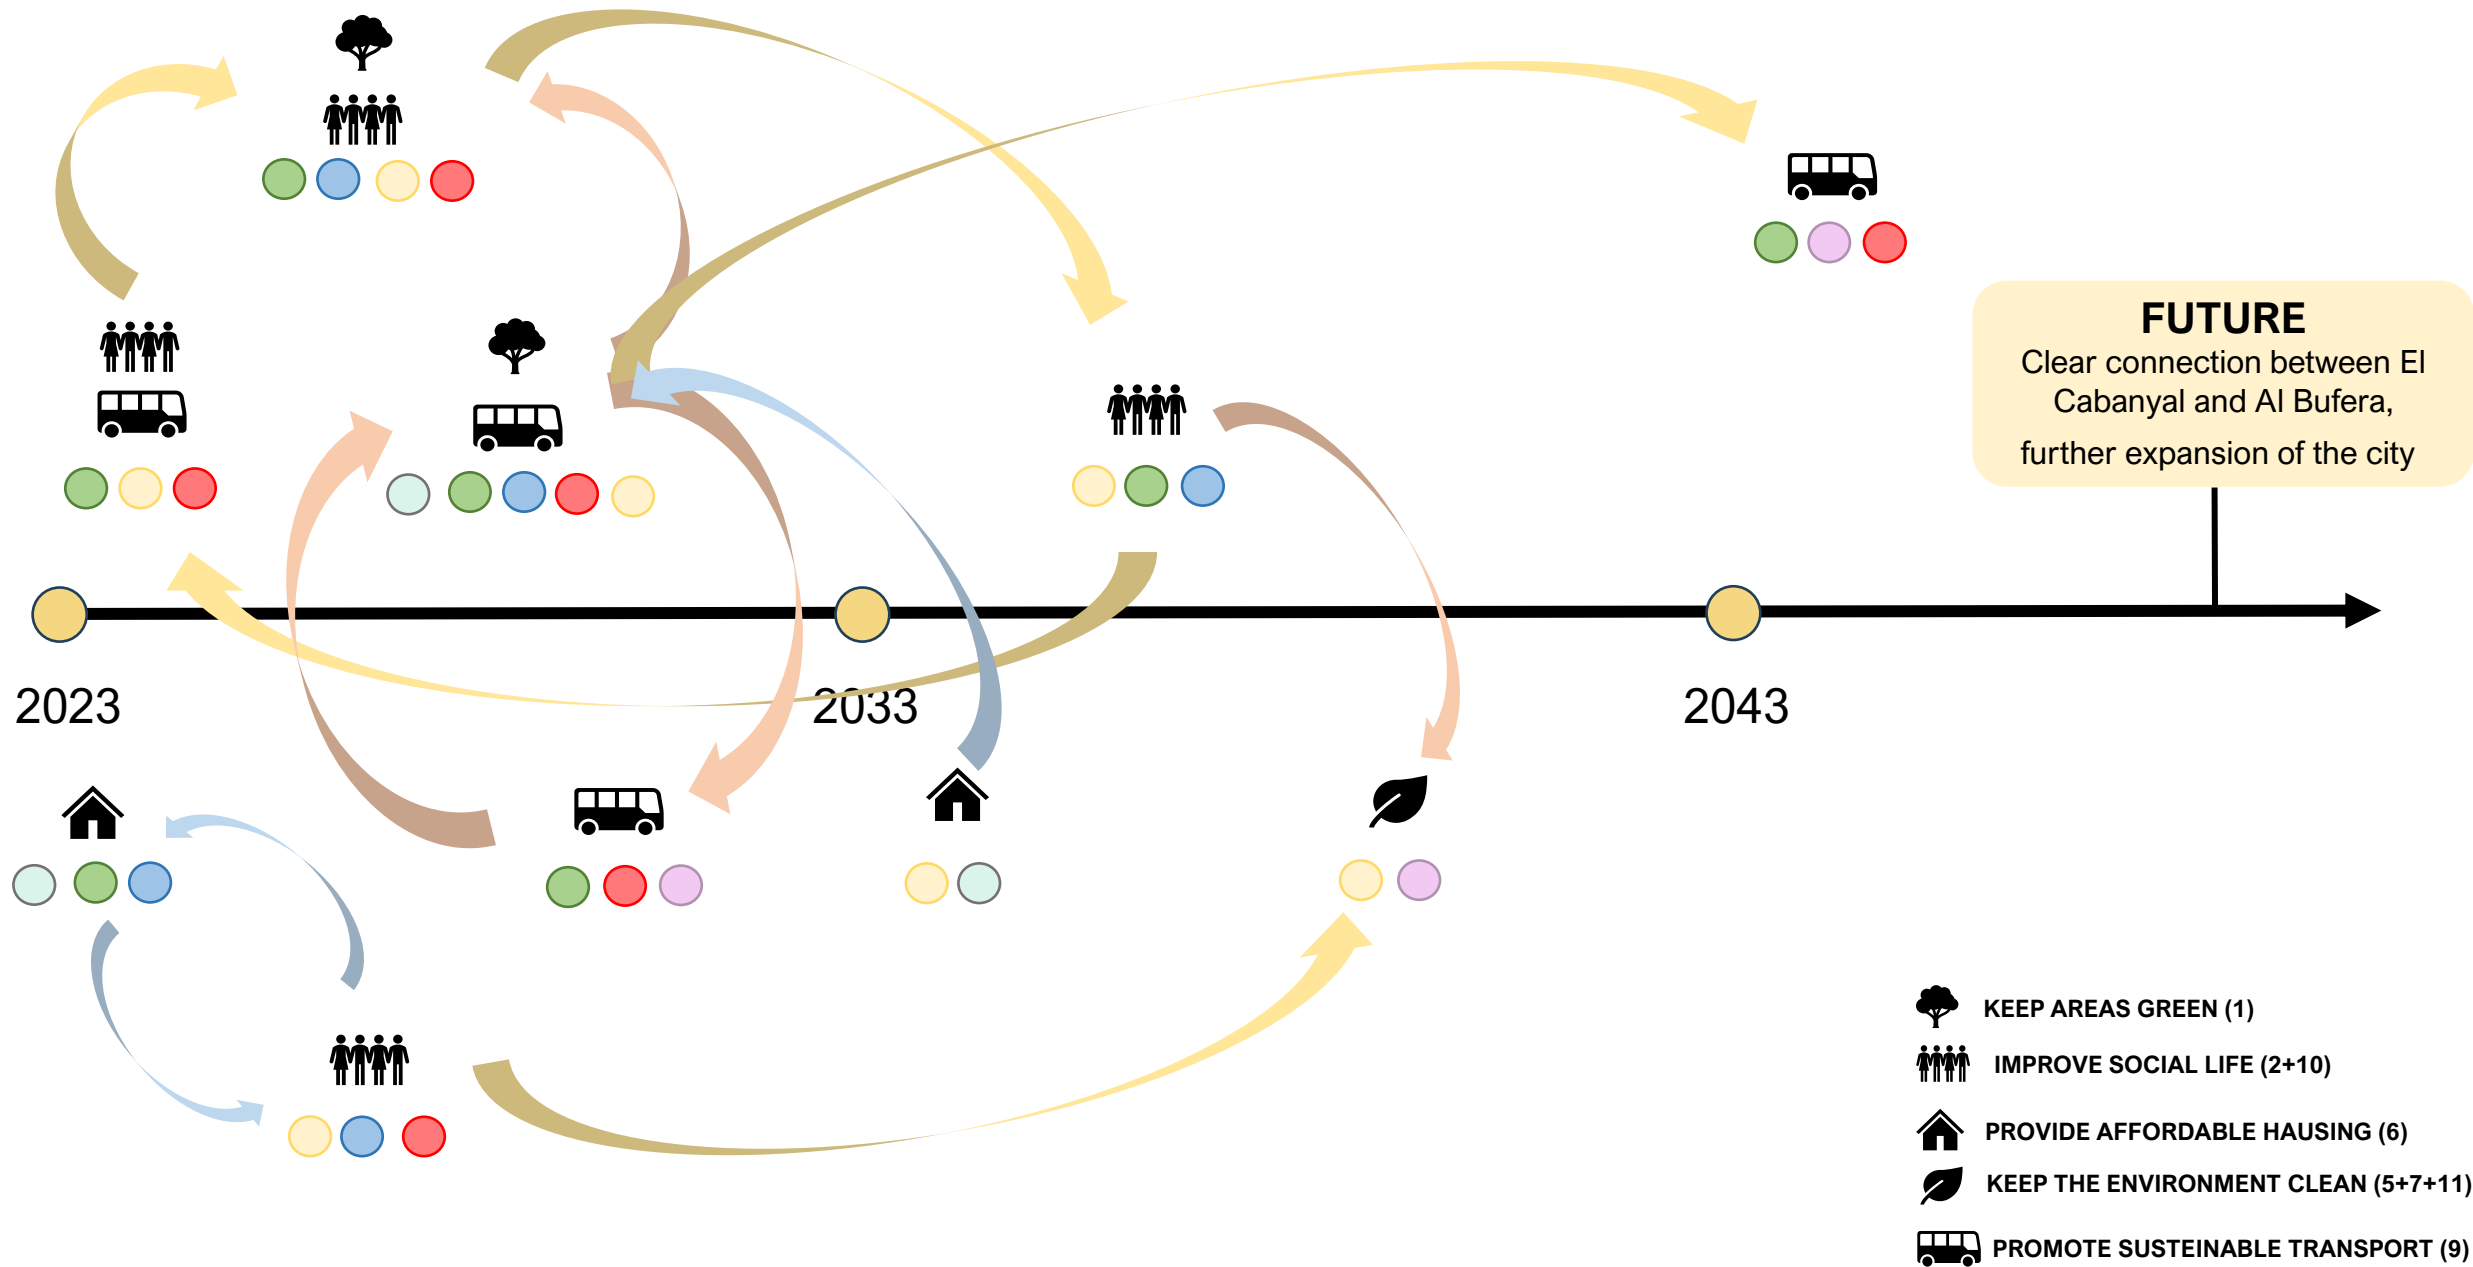 FUTURE
Clear connection between El
Cabanyal and Al Bufera,
further expansion of the city
2023
2033
2043
KEEP AREAS GREEN (1)
IMPROVE SOCIAL LIFE (2+10)
PROVIDE AFFORDABLE HAUSING (6)
KEEP THE ENVIRONMENT CLEAN (5+7+11)
PROMOTE SUSTEINABLE TRANSPORT (9)